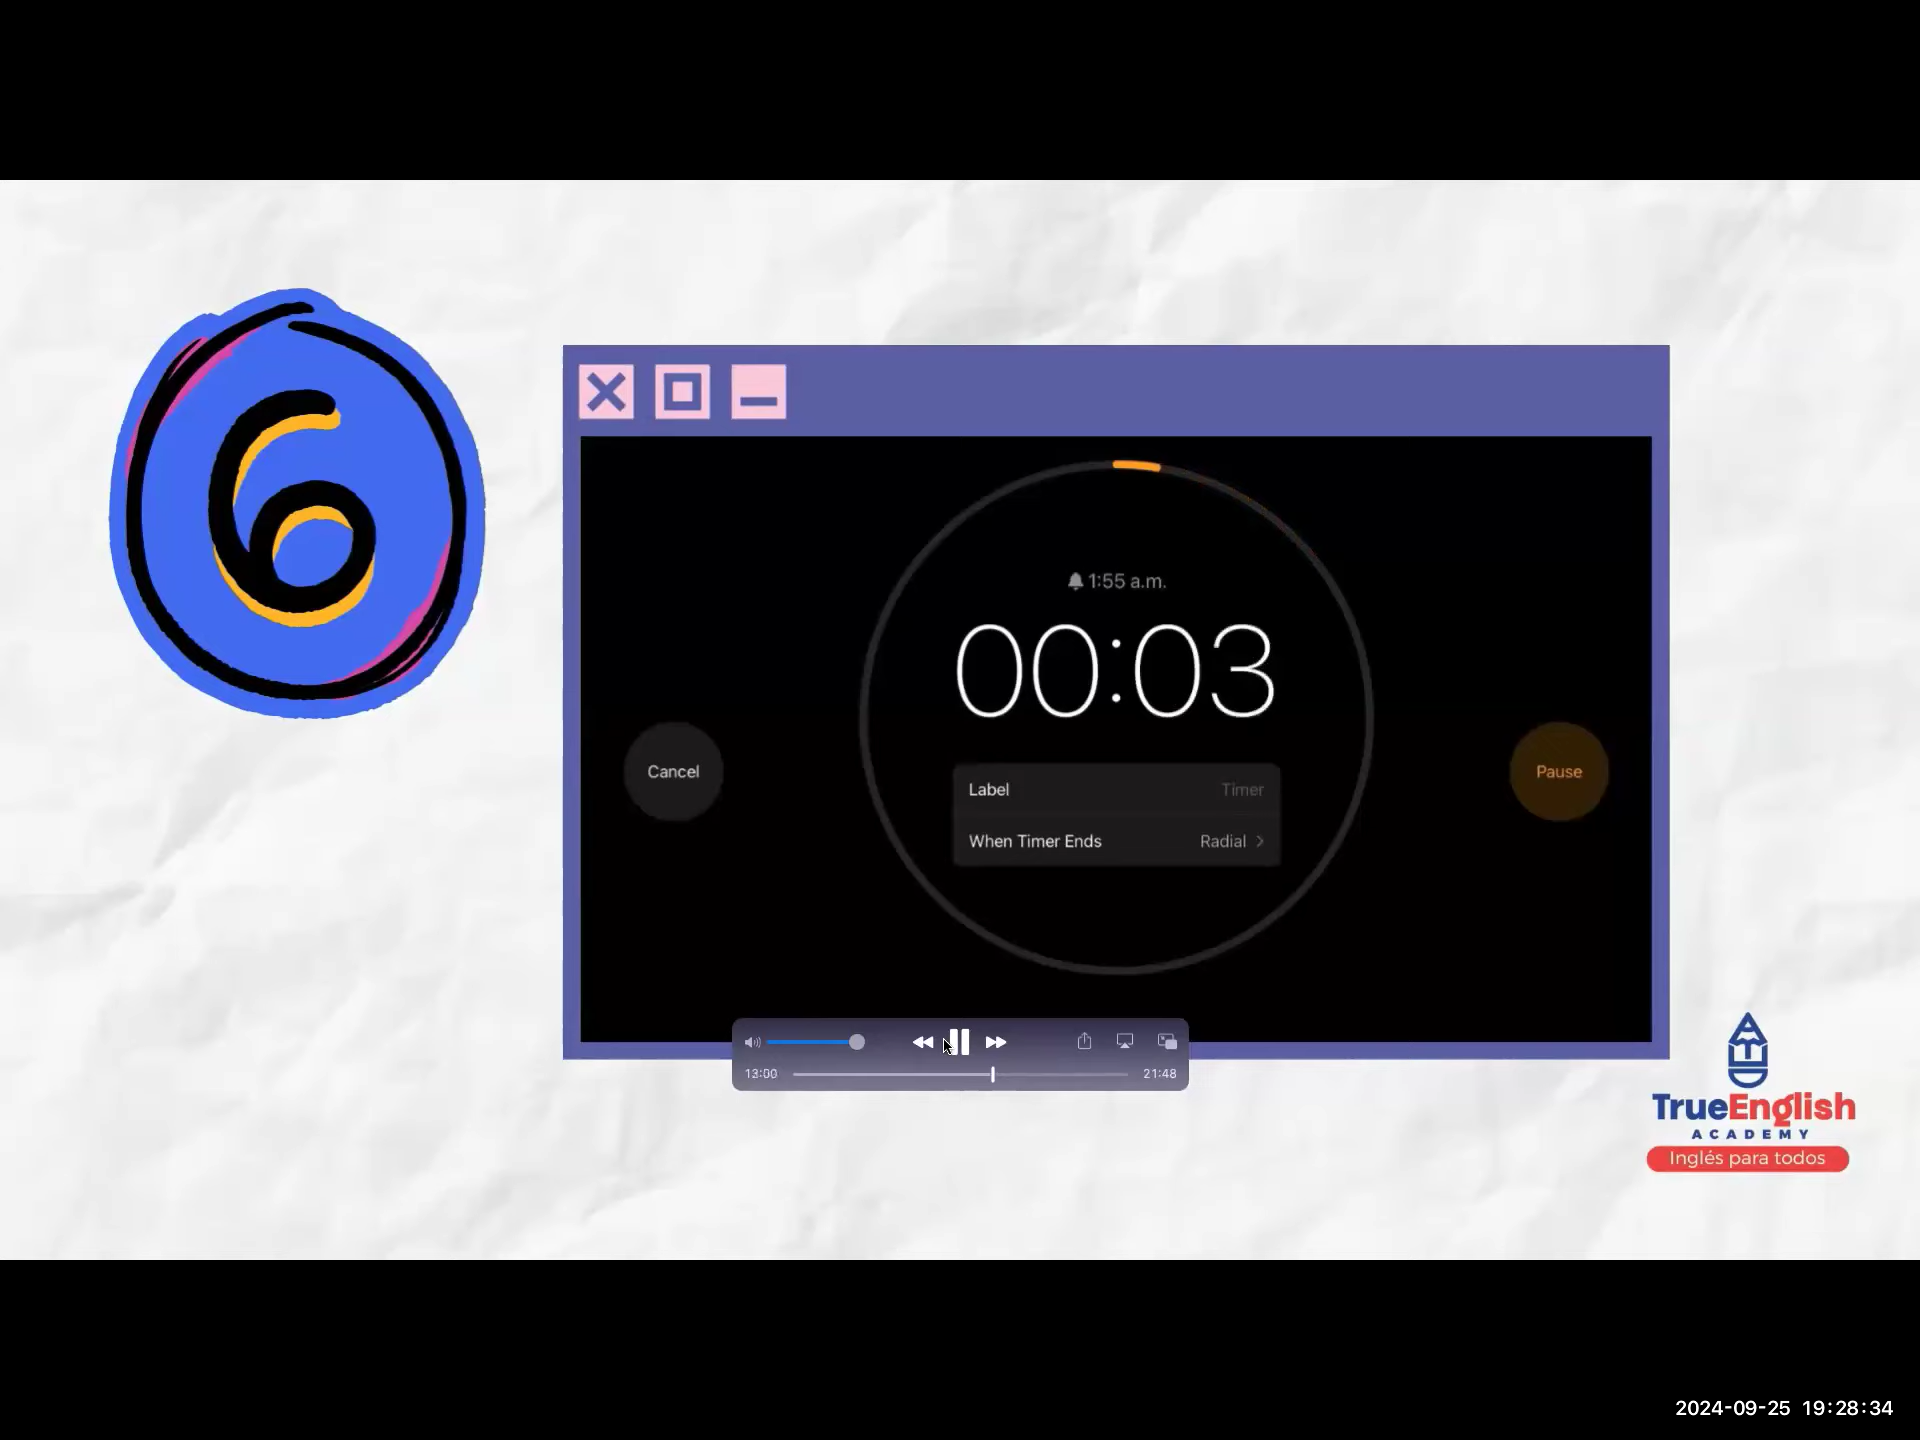 6
1:55 a.m.
00:03
Cancel
Pause
Label Timer
When Timer Ends Radial
13:00 21:48
TrueEnglish
ACADEMY
Inglés para todos
2024-09-25 19:28:34